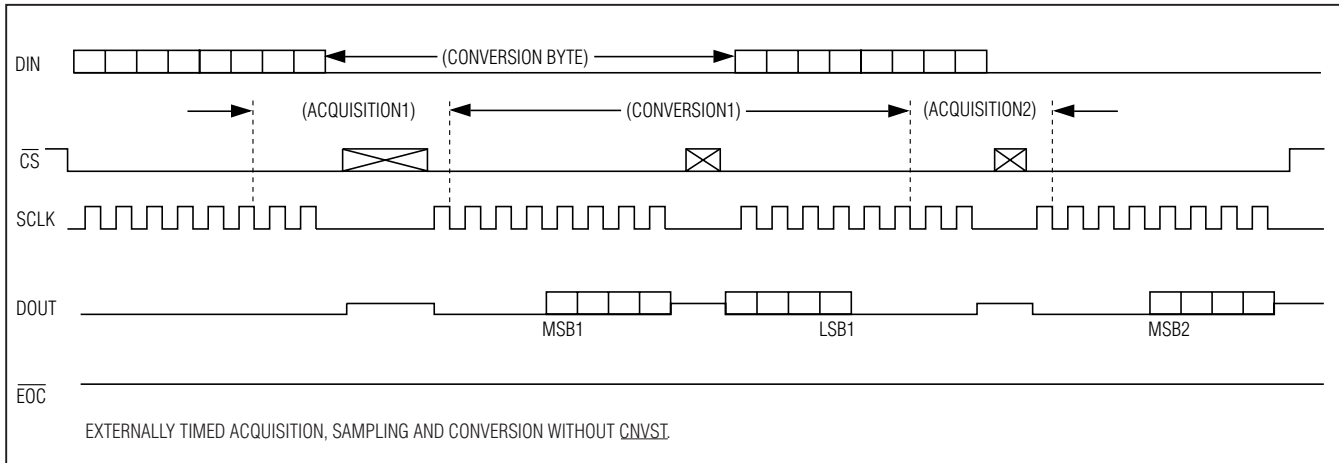 DIN
(CONVERSION BYTE)
(ACQUISITION1)
(CONVERSION1)
(ACQUISITION2)
CS
SCLK
DOUT
MSB1
LSB1
MSB2
EOC
EXTERNALLY TIMED ACQUISITION, SAMPLING AND CONVERSION WITHOUT CNVST.